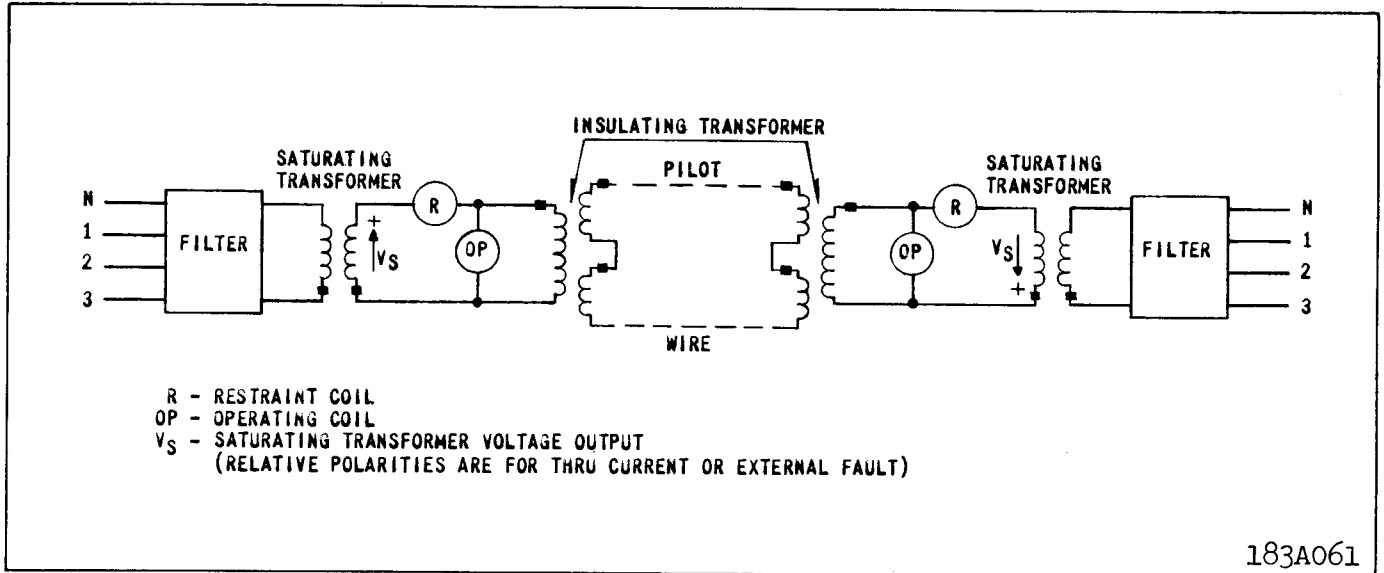 INSULATING TRANSFORMER
SATURATING
TRANSFORMER
PILOT
SATURATING
TRANSFORMER
N
1
2
3
FILTER
+
VS
R
OP
OP
R
VS
+
FILTER
N
1
2
3
WIRE
R - RESTRAINT COIL
OP - OPERATING COIL
VS - SATURATING TRANSFORMER VOLTAGE OUTPUT
(RELATIVE POLARITIES ARE FOR THRU CURRENT OR EXTERNAL FAULT)
183A061